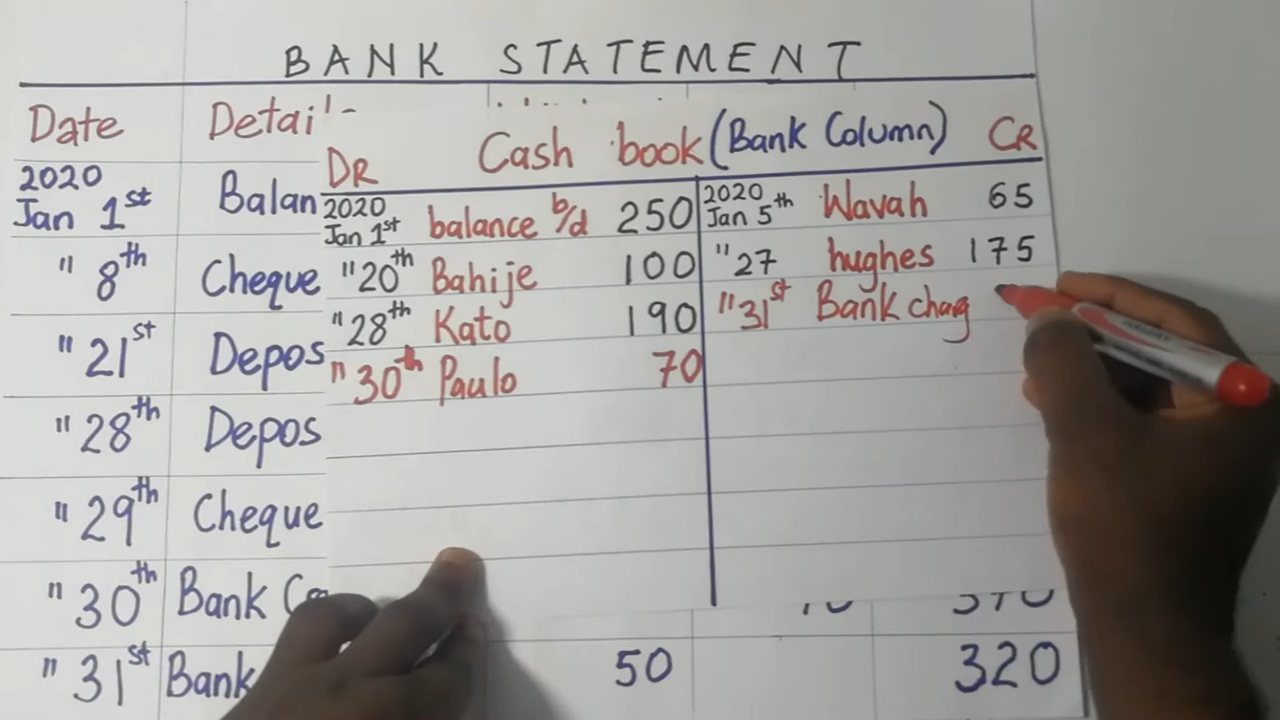 BANK STATEMENT
Date Detail
2020
Jan 1st Balan
" 8th Cheque
" 21st Depos
" 28th Depos
" 29th Cheque
" 30th Bank
" 31st Bank 50 320
Cash book (Bank Column)
DR CR
2020
Jan 1st balance b/d 250
"20th Bahije 100
"28th Kato 190
"30th Paulo 70
2020
Jan 5th Wavah 65
"27 hughes 175
"31st Bank charg